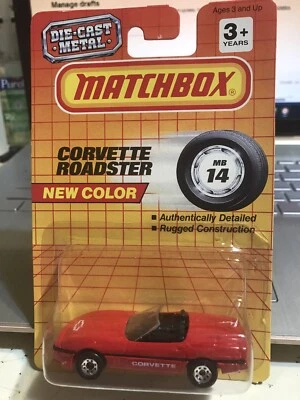 Manage drafts
Ages 3 and Up
DIE-CAST
METAL
3+
YEARS
MATCHBOX®
CORVETTE
ROADSTER
MB
14
NEW COLOR
■ Authentically Detailed
■ Rugged Construction
CORVETTE